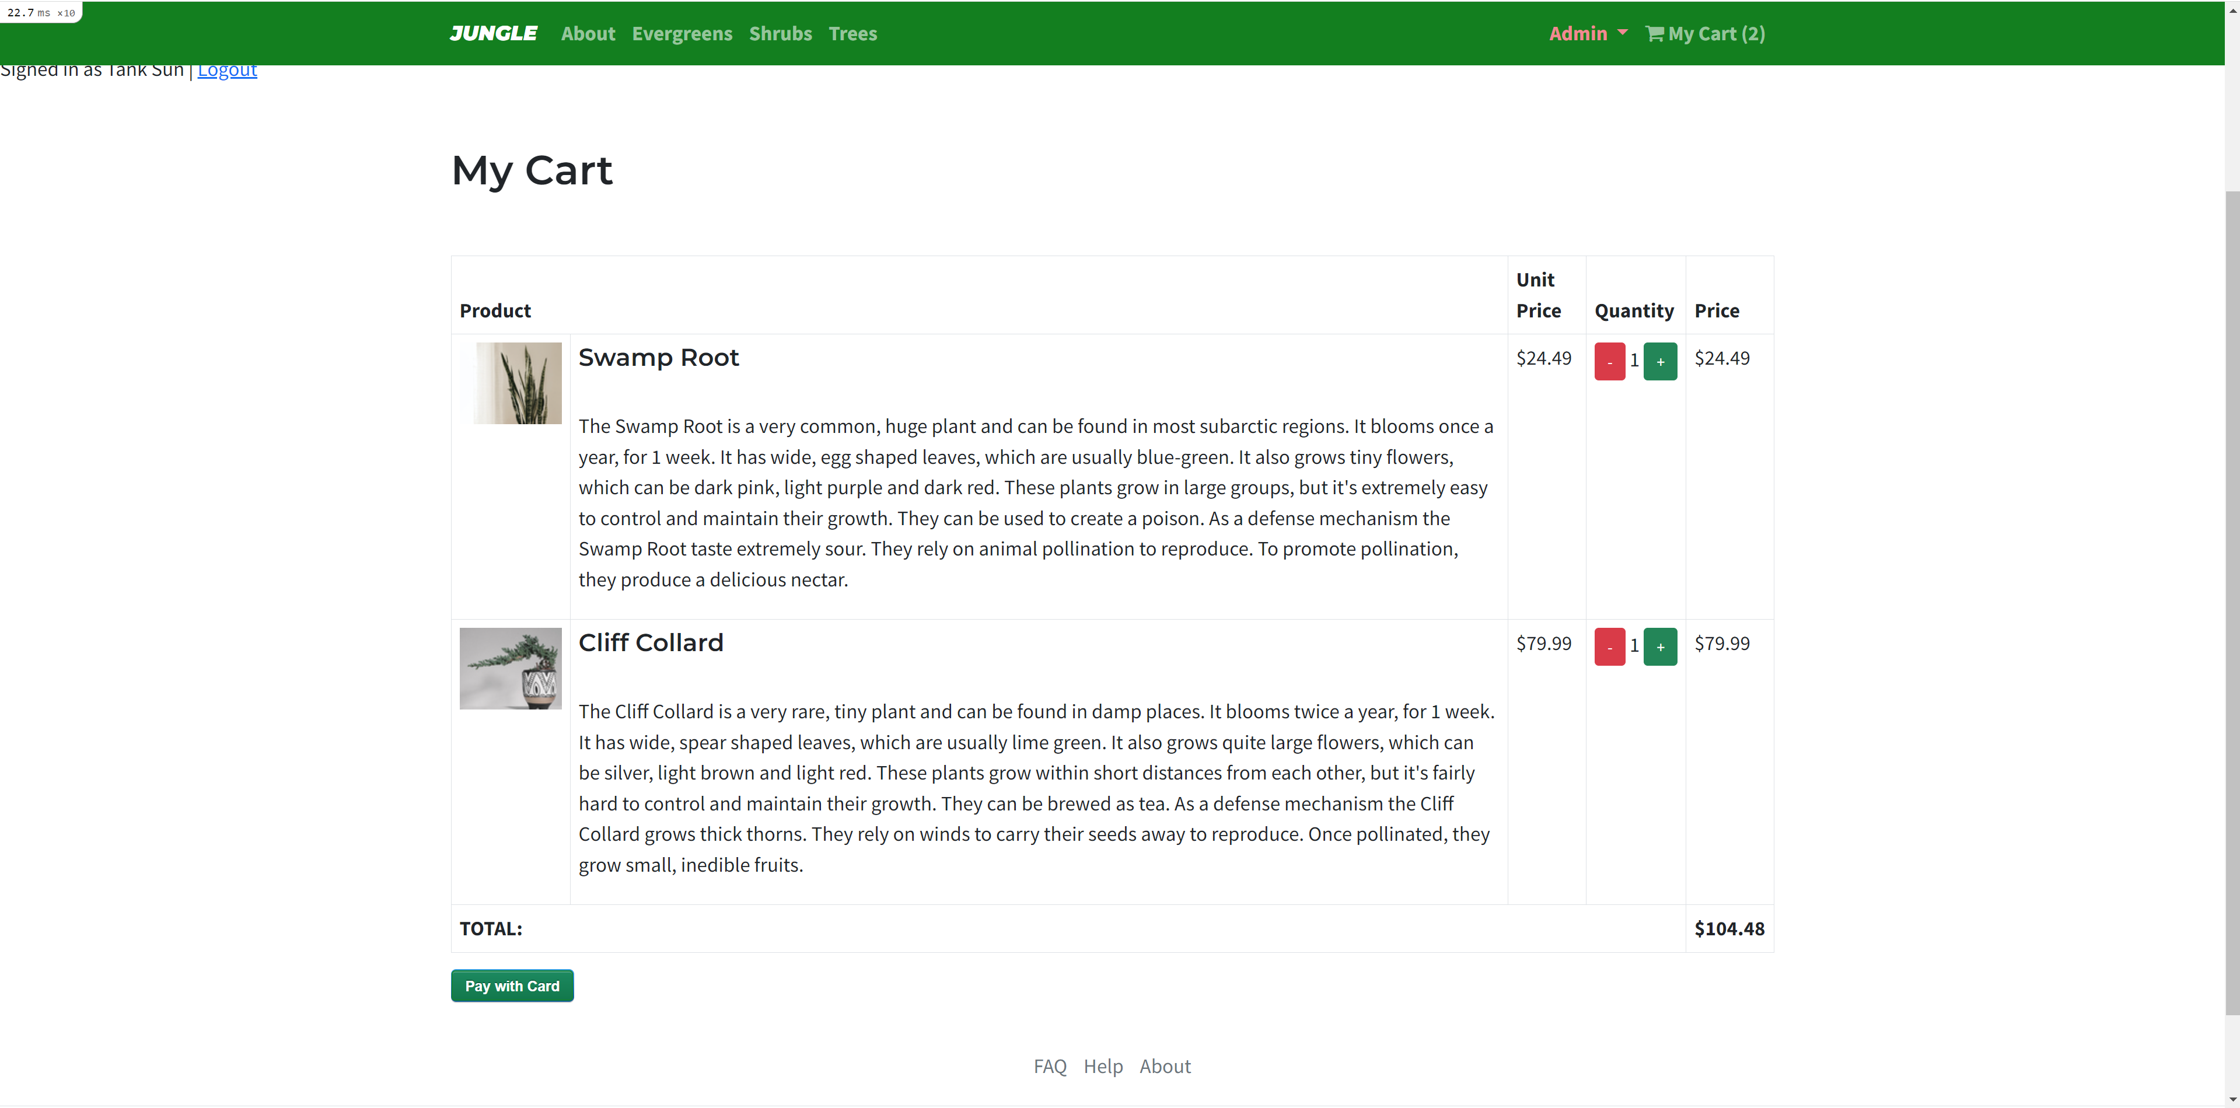 22.7 ms ×10
JUNGLE About Evergreens Shrubs Trees Admin My Cart (2)
Signed in as Tank Sun | Logout
My Cart
Product Unit Price Quantity Price
Swamp Root $24.49 - 1 + $24.49
The Swamp Root is a very common, huge plant and can be found in most subarctic regions. It blooms once a
year, for 1 week. It has wide, egg shaped leaves, which are usually blue-green. It also grows tiny flowers,
which can be dark pink, light purple and dark red. These plants grow in large groups, but it's extremely easy
to control and maintain their growth. They can be used to create a poison. As a defense mechanism the
Swamp Root taste extremely sour. They rely on animal pollination to reproduce. To promote pollination,
they produce a delicious nectar.
Cliff Collard $79.99 - 1 + $79.99
The Cliff Collard is a very rare, tiny plant and can be found in damp places. It blooms twice a year, for 1 week.
It has wide, spear shaped leaves, which are usually lime green. It also grows quite large flowers, which can
be silver, light brown and light red. These plants grow within short distances from each other, but it's fairly
hard to control and maintain their growth. They can be brewed as tea. As a defense mechanism the Cliff
Collard grows thick thorns. They rely on winds to carry their seeds away to reproduce. Once pollinated, they
grow small, inedible fruits.
TOTAL: $104.48
Pay with Card
FAQ Help About